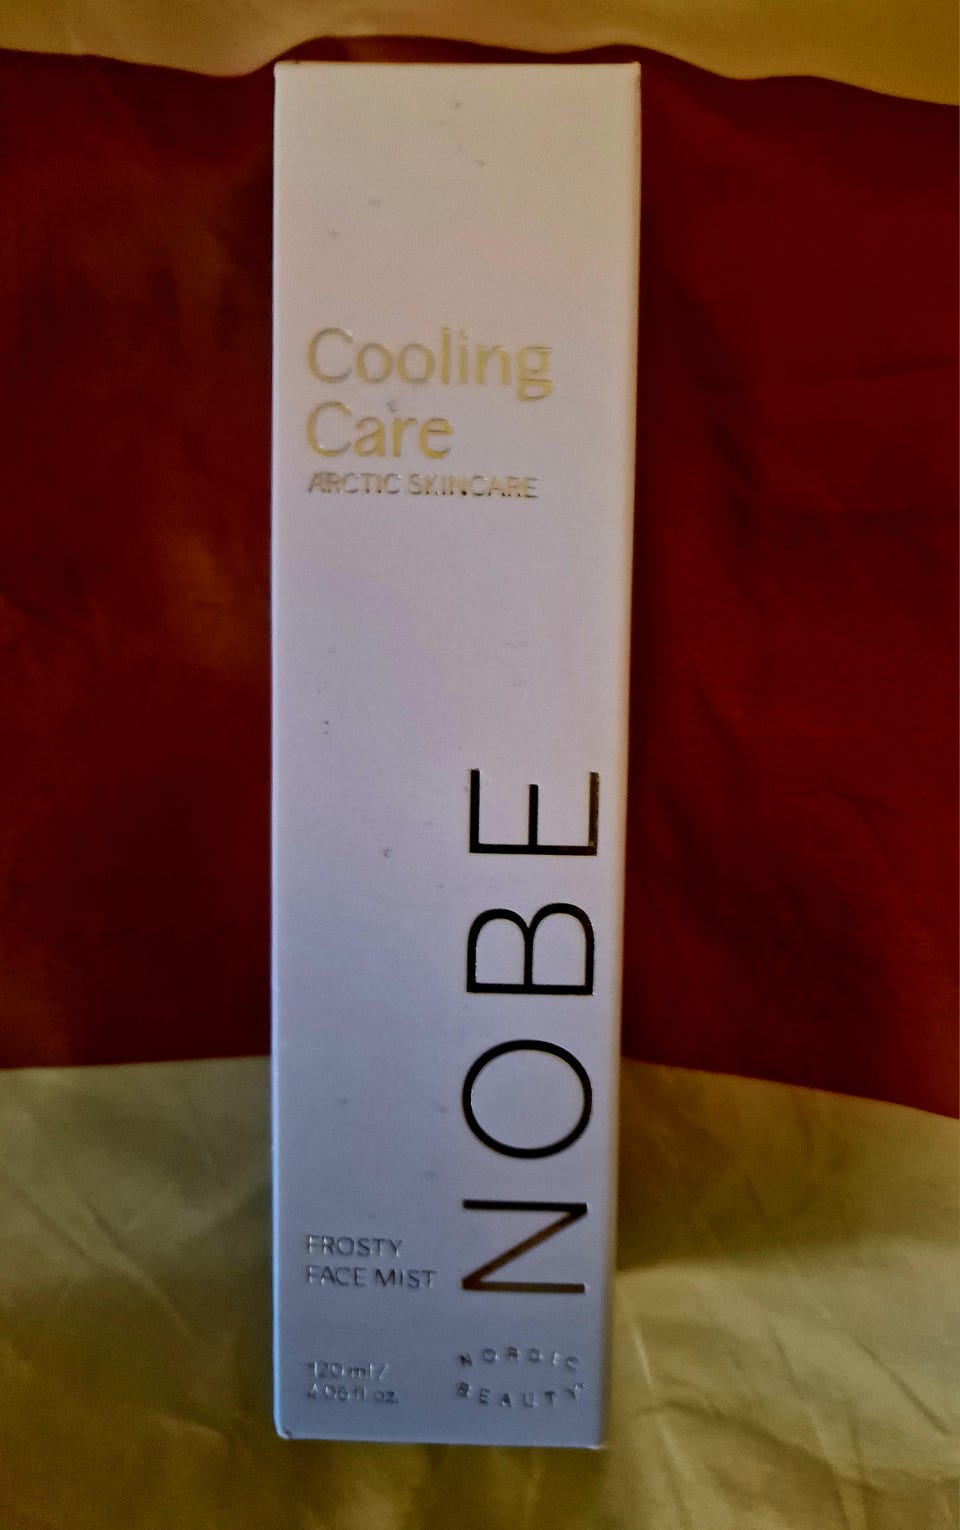 Cooling
Care
ARCTIC SKINCARE
NOBE
FROSTY
FACE MIST
120 ml /
4.06 fl oz.
NORDIC
BEAUTY